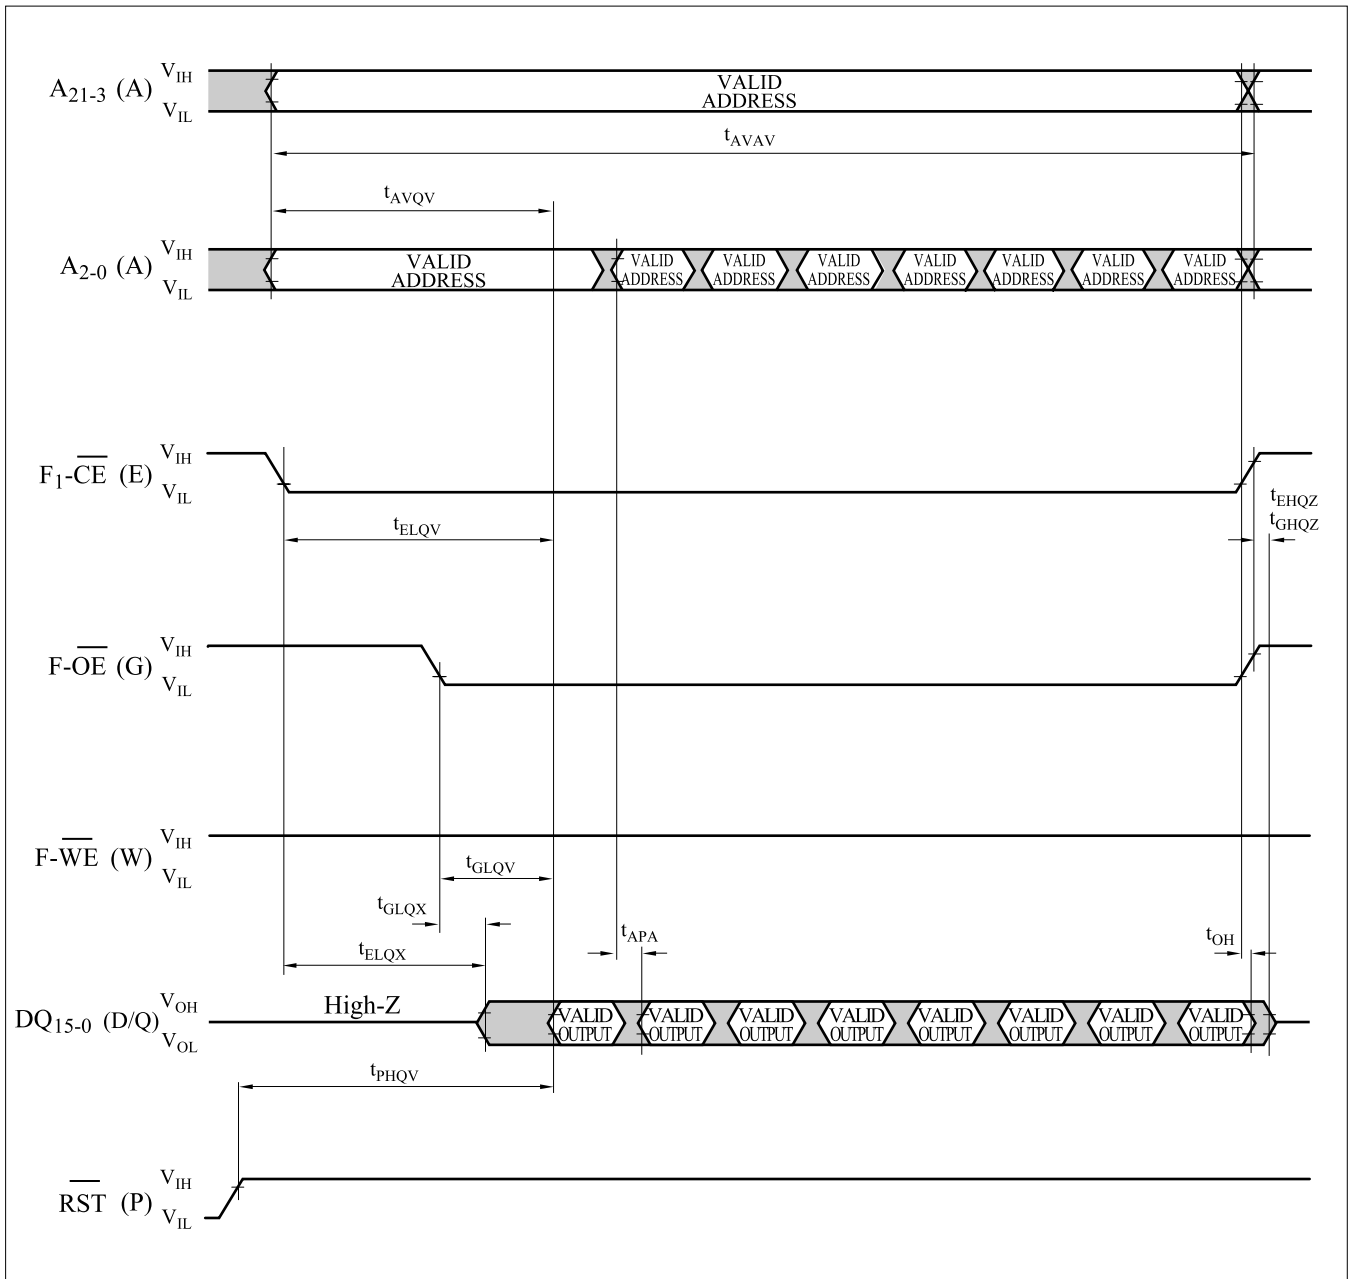 A21-3 (A) VIH
VIL
VALID
ADDRESS
tAVAV
tAVQV
A2-0 (A) VIH
VIL
VALID
ADDRESS
VALID
ADDRESS
VALID
ADDRESS
VALID
ADDRESS
VALID
ADDRESS
VALID
ADDRESS
VALID
ADDRESS
VALID
ADDRESS
F1-CE (E) VIH
VIL
tELQV
tEHQZ
tGHQZ
F-OE (G) VIH
VIL
F-WE (W) VIH
VIL
tGLQV
tGLQX
tELQX
tAPA
tOH
DQ15-0 (D/Q) VOH
VOL
High-Z
VALID
OUTPUT
VALID
OUTPUT
VALID
OUTPUT
VALID
OUTPUT
VALID
OUTPUT
VALID
OUTPUT
VALID
OUTPUT
VALID
OUTPUT
tPHQV
RST (P) VIH
VIL